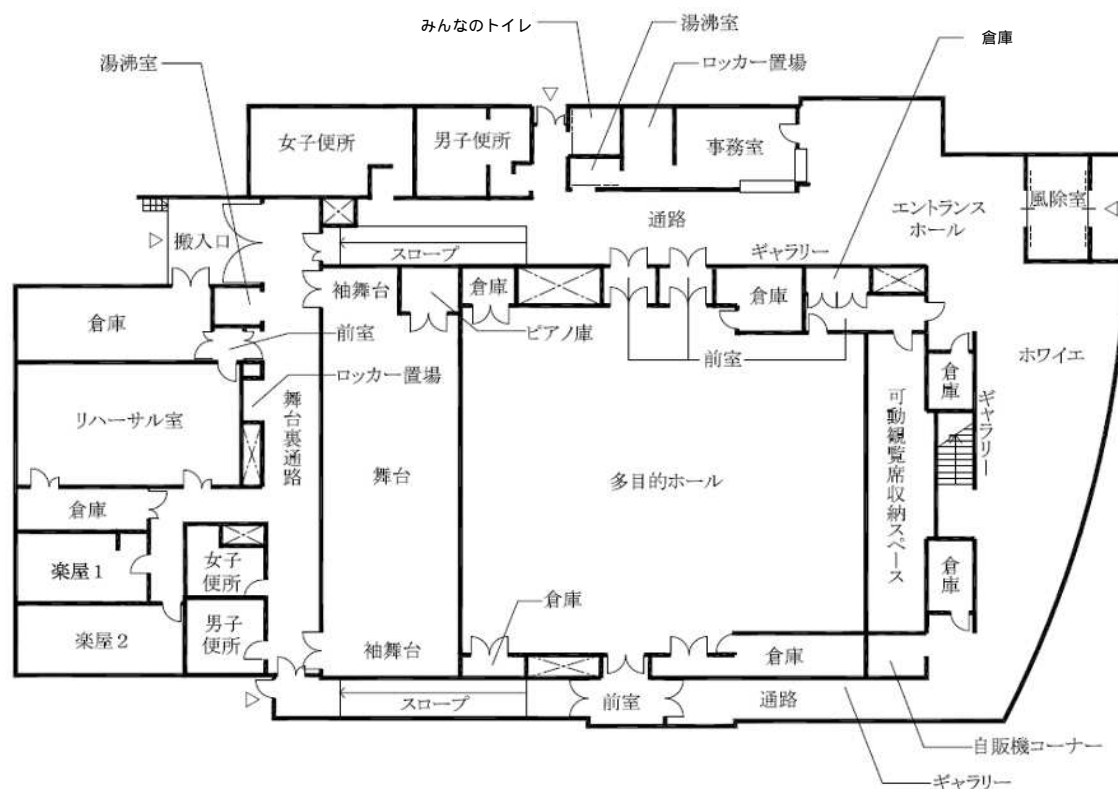 みんなのトイレ
湯沸室
倉庫
湯沸室
ロッカー置場
女子便所
男子便所
事務室
風除室
エントランス
ホール
通路
搬入口
スロープ
ギャラリー
袖舞台
倉庫
倉庫
倉庫
前室
ピアノ庫
前室
ホワイエ
ロッカー置場
倉庫
リハーサル室
舞台裏通路
可動観覧席収納スペース
ギャラリー
舞台
多目的ホール
倉庫
女子
便所
楽屋1
倉庫
倉庫
男子
便所
楽屋2
袖舞台
倉庫
スロープ
前室
通路
自販機コーナー
ギャラリー